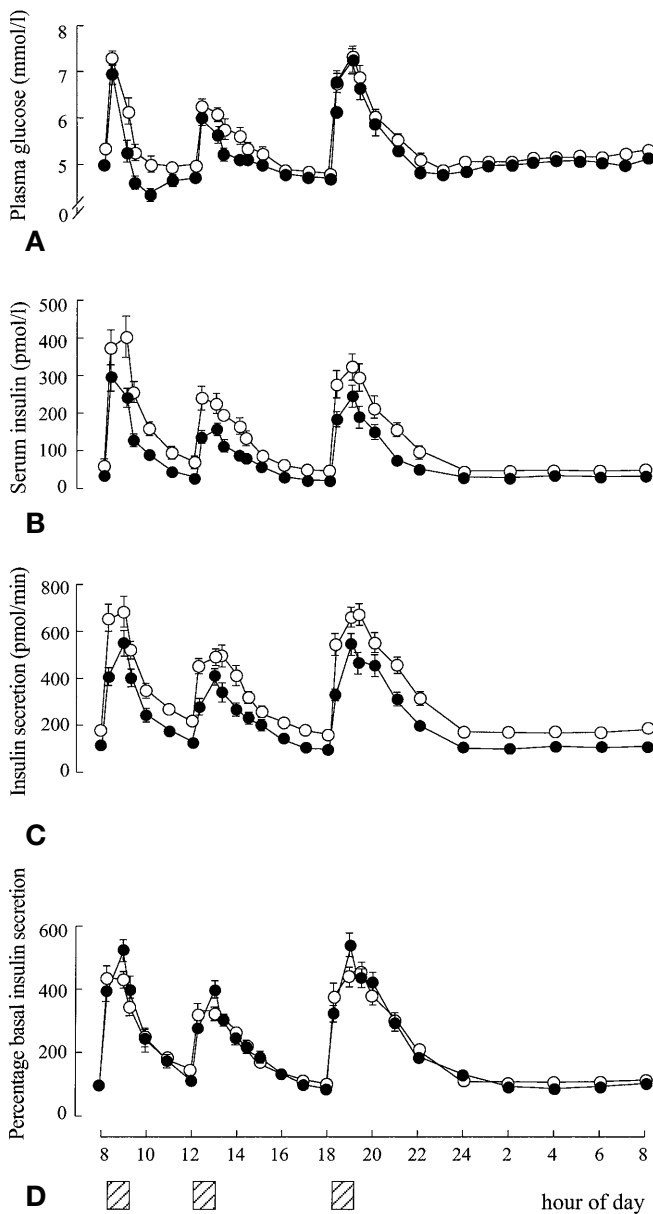 Plasma glucose (mmol/l)
8
7
6
5
0
A
Serum insulin (pmol/l)
500
400
300
200
100
0
B
Insulin secretion (pmol/min)
800
600
400
200
0
C
Percentage basal insulin secretion
600
400
200
0
8 10 12 14 16 18 20 22 24 2 4 6 8
D
hour of day